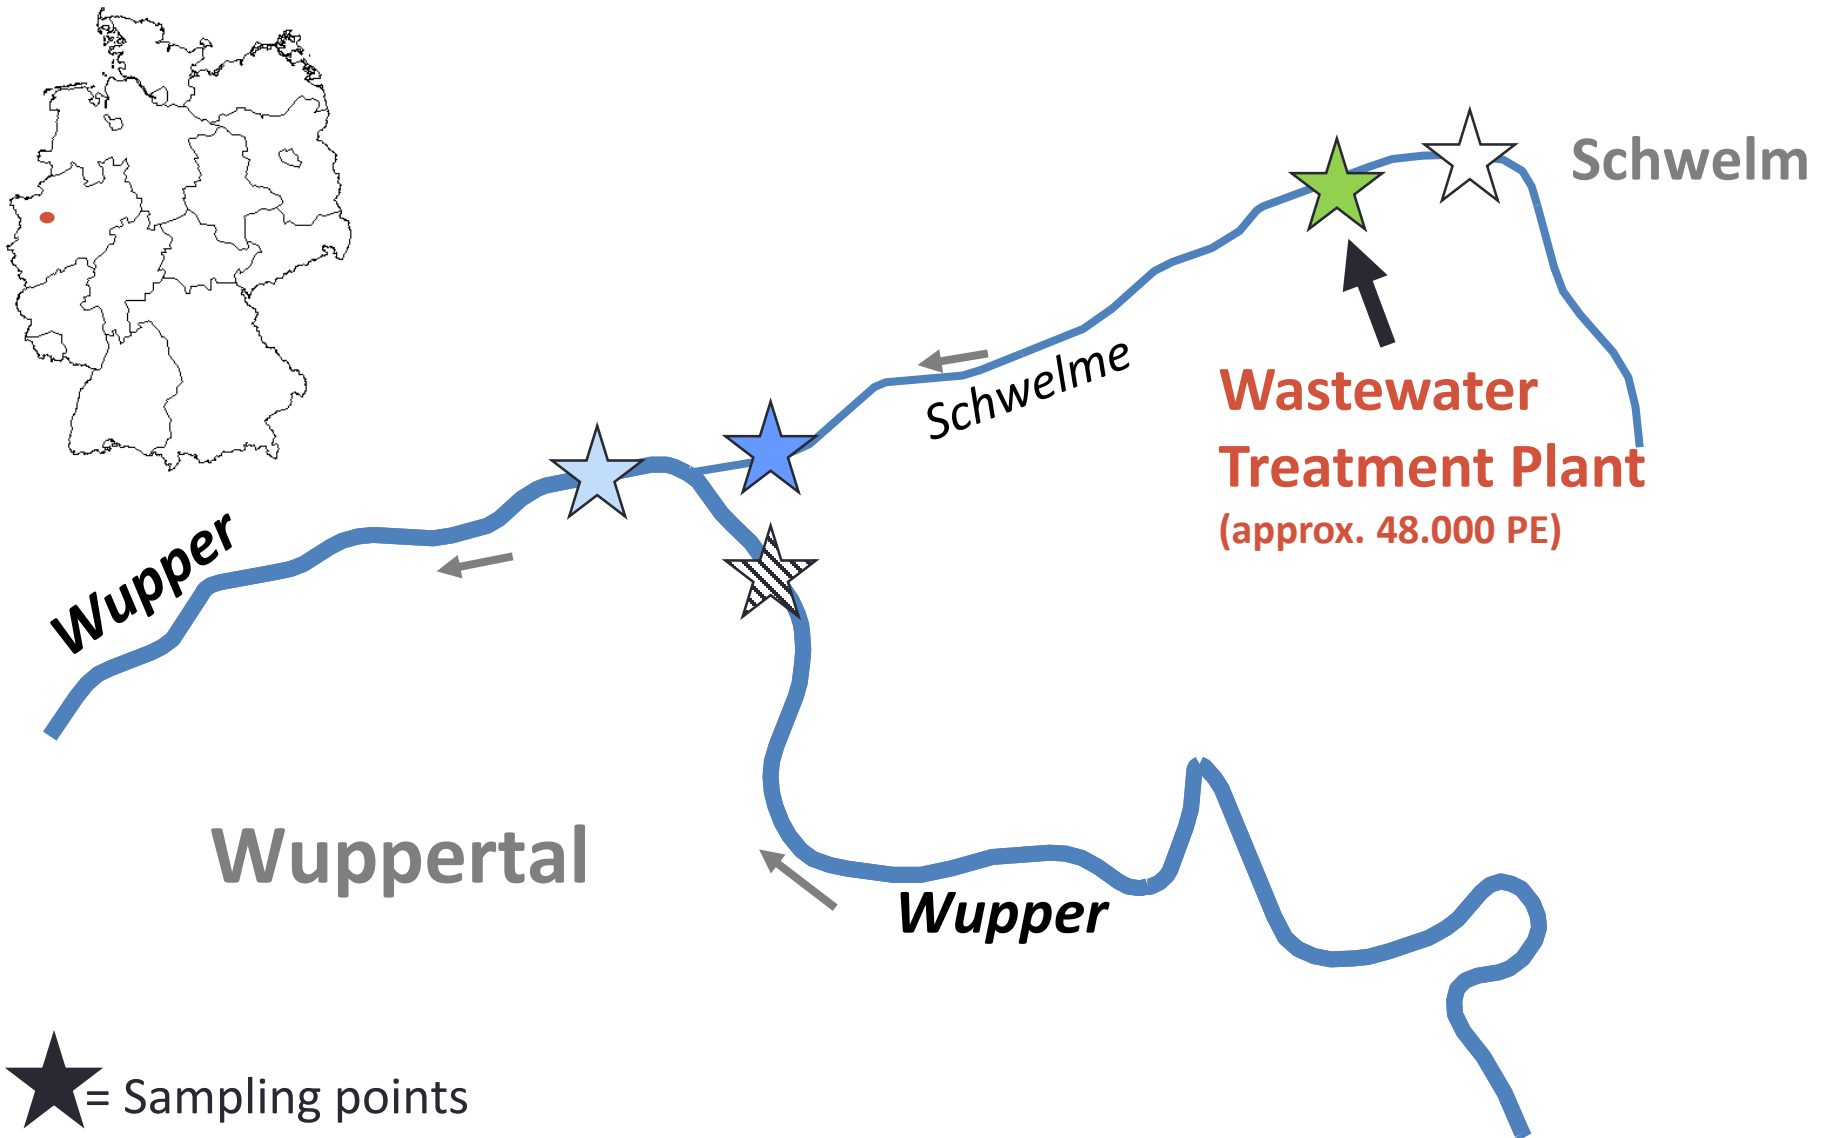 Schwelm
Wastewater
Treatment Plant
(approx. 48.000 PE)
Schwelme
Wupper
Wuppertal
Wupper
= Sampling points